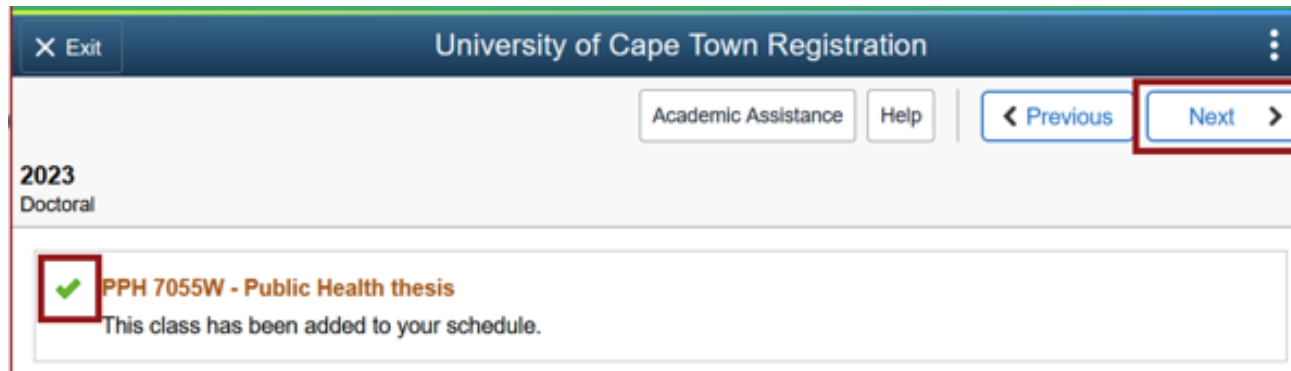 Exit
University of Cape Town Registration
Academic Assistance
Help
Previous
Next
2023
Doctoral
PPH 7055W - Public Health thesis
This class has been added to your schedule.